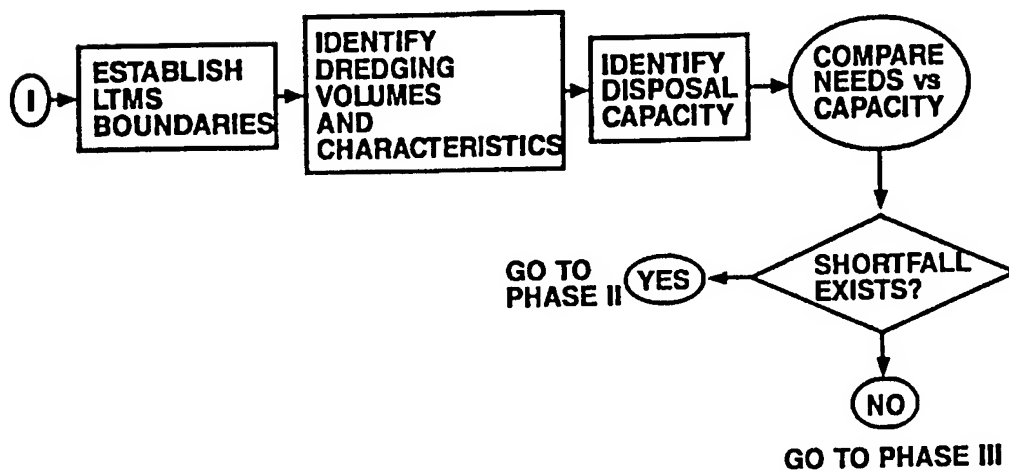 I
ESTABLISH
LTMS
BOUNDARIES
IDENTIFY
DREDGING
VOLUMES
AND
CHARACTERISTICS
IDENTIFY
DISPOSAL
CAPACITY
COMPARE
NEEDS vs
CAPACITY
SHORTFALL
EXISTS?
YES
GO TO
PHASE II
NO
GO TO PHASE III